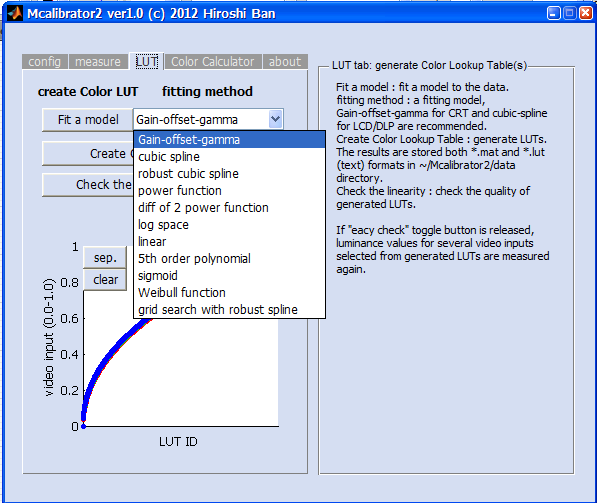 Mcalibrator2 ver1.0 (c) 2012 Hiroshi Ban
config measure LUT Color Calculator about
create Color LUT fitting method
Fit a model Gain-offset-gamma
Gain-offset-gamma
cubic spline
robust cubic spline
power function
diff of 2 power function
log space
linear
5th order polynomial
sigmoid
Weibull function
grid search with robust spline
Create C
Check the
sep.
clear
1
0.8
0.6
0.4
0.2
0
video input (0.0-1.0)
LUT ID
LUT tab: generate Color Lookup Table(s)
Fit a model : fit a model to the data.
fitting method : a fitting model,
Gain-offset-gamma for CRT and cubic-spline
for LCD/DLP are recommended.
Create Color Lookup Table : generate LUTs.
The results are stored both *.mat and *.lut
(text) formats in ~/Mcalibrator2/data
directory.
Check the linearity : check the quality of
generated LUTs.
If "eacy check" toggle button is released,
luminance values for several video inputs
selected from generated LUTs are measured
again.